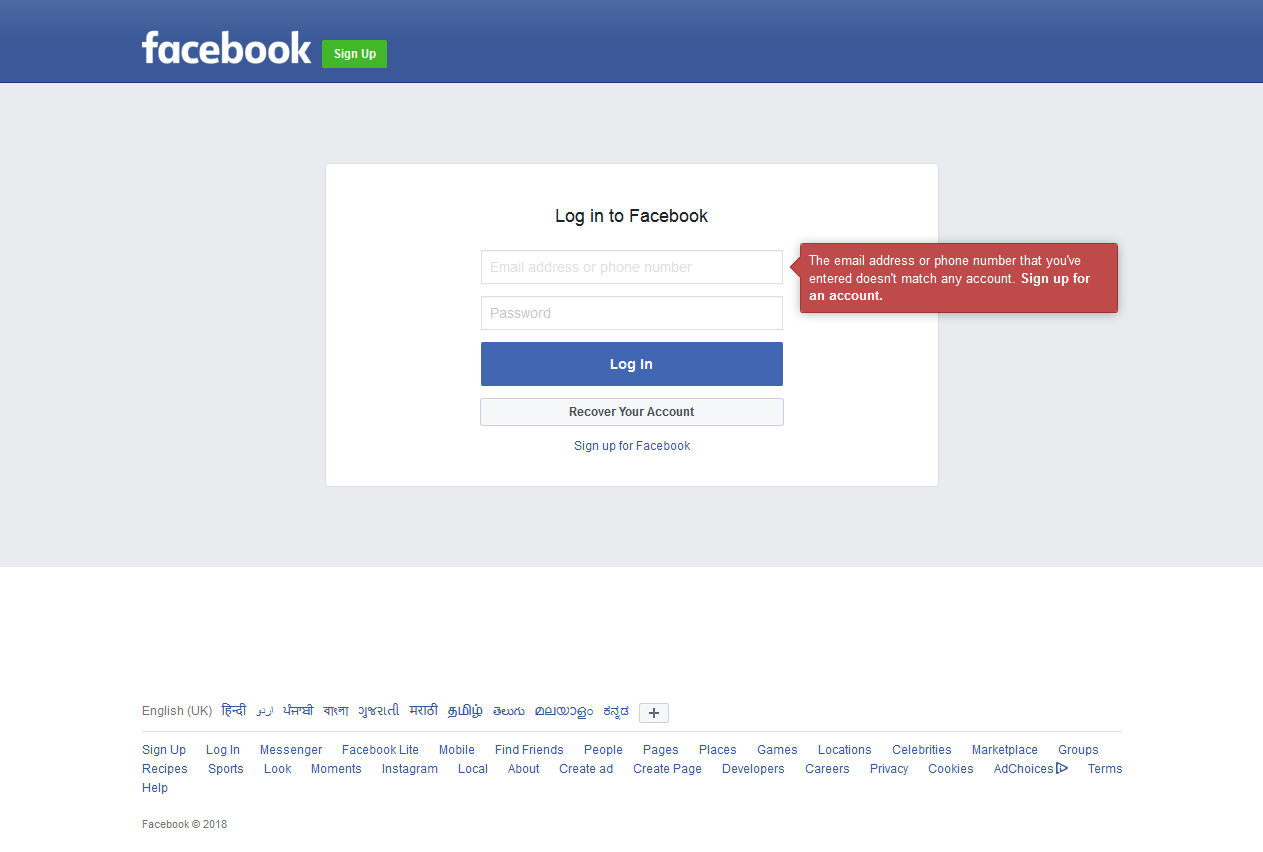 facebook Sign Up
Log in to Facebook
Email address or phone number
The email address or phone number that you've
entered doesn't match any account. Sign up for
an account.
Password
Log In
Recover Your Account
Sign up for Facebook
English (UK) हिन्दी اردو ਪੰਜਾਬੀ বাংলা ગુજરાતી मराठी தமிழ் తెలుగు മലയാളം ಕನ್ನಡ +
Sign Up Log In Messenger Facebook Lite Mobile Find Friends People Pages Places Games Locations Celebrities Marketplace Groups
Recipes Sports Look Moments Instagram Local About Create ad Create Page Developers Careers Privacy Cookies AdChoices Terms
Help
Facebook © 2018